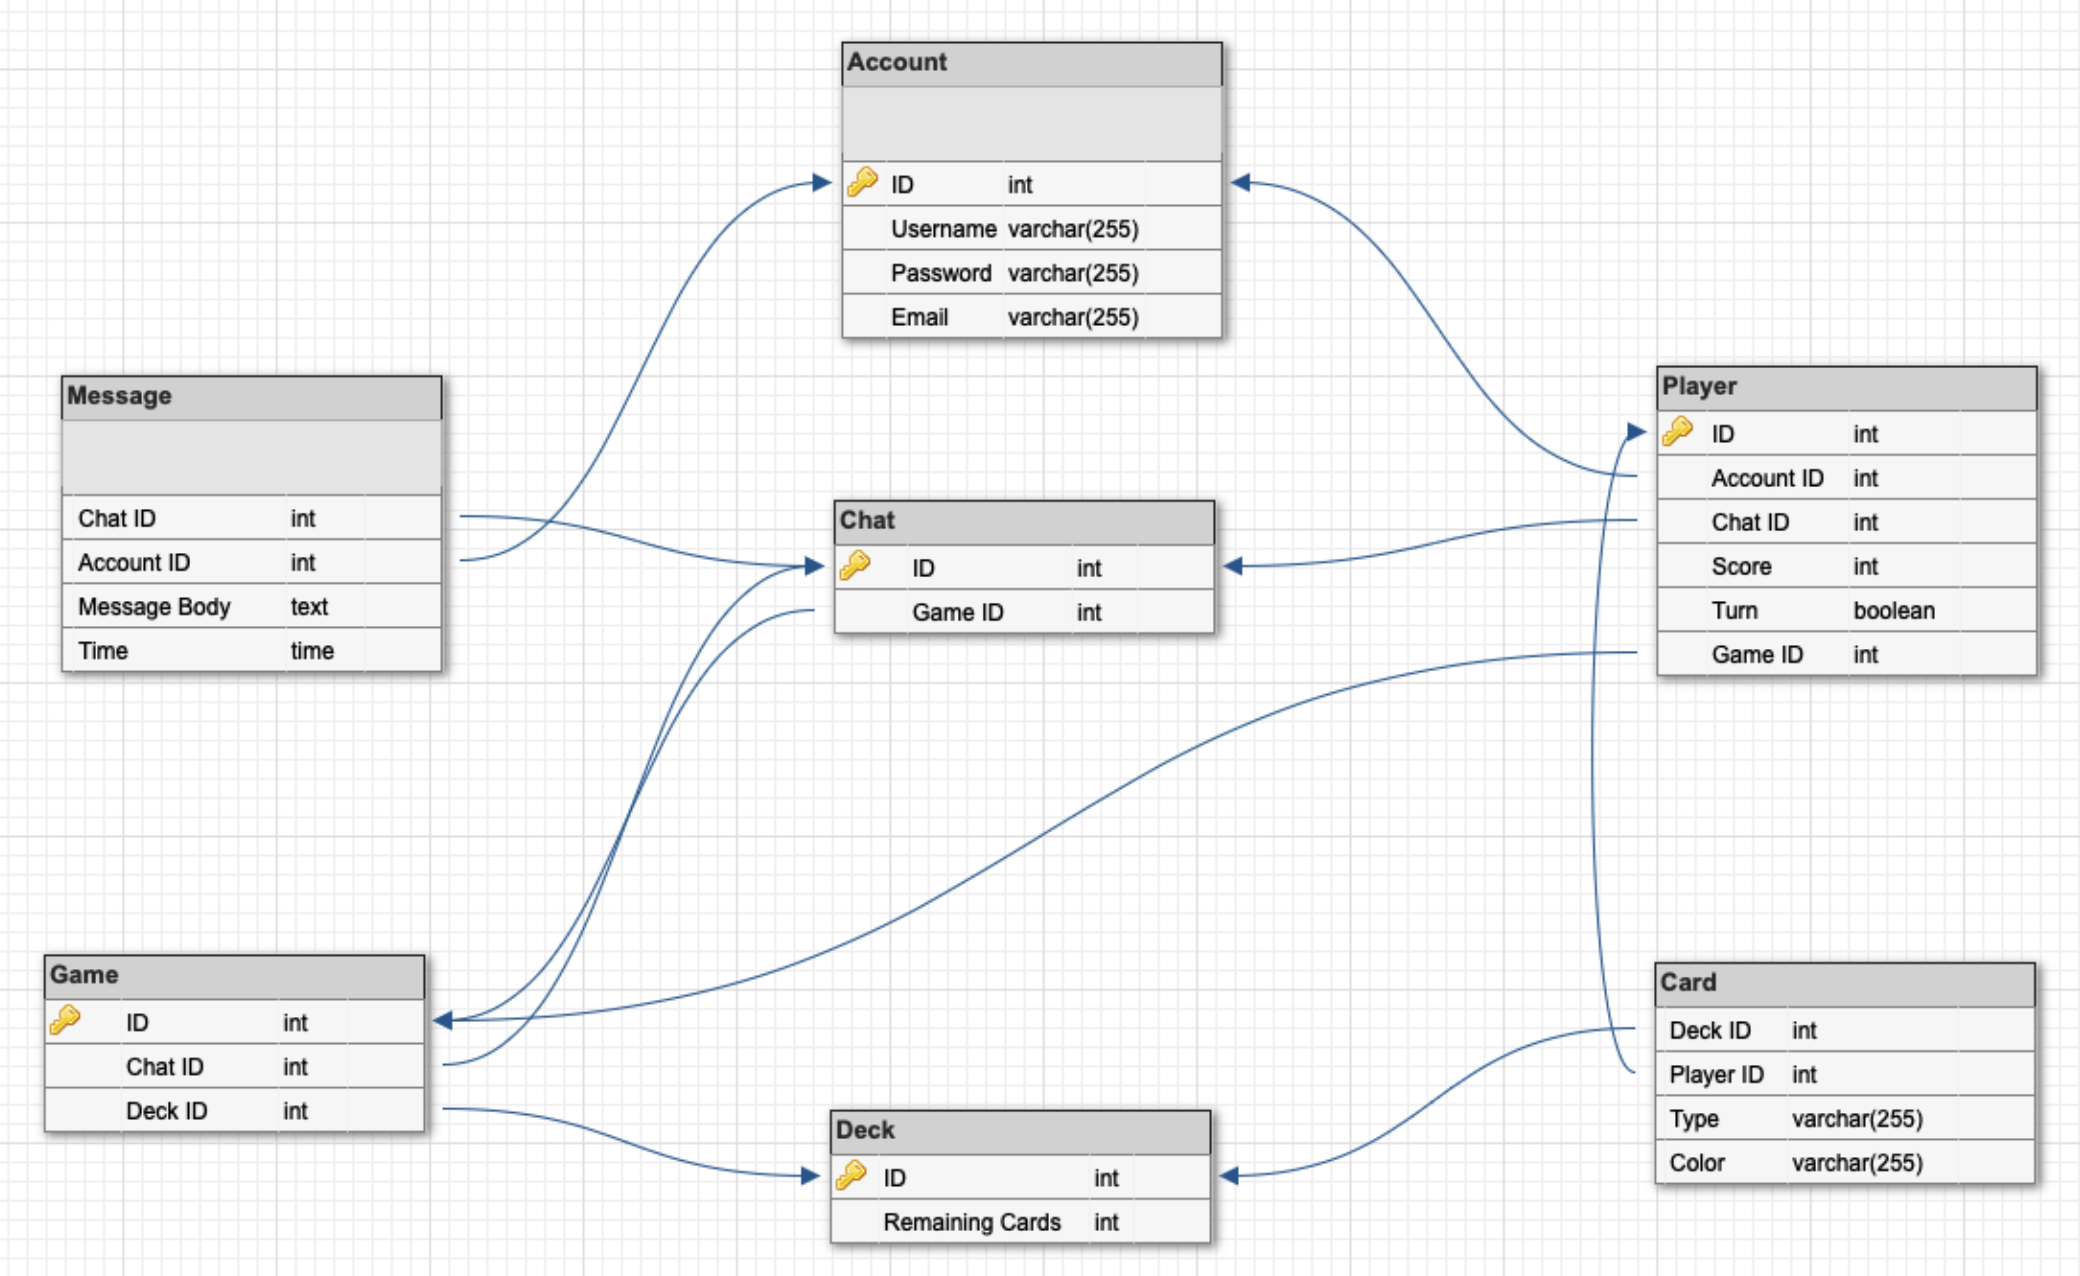 Account
ID int
Username varchar(255)
Password varchar(255)
Email varchar(255)
Message
Chat ID int
Account ID int
Message Body text
Time time
Chat
ID int
Game ID int
Player
ID int
Account ID int
Chat ID int
Score int
Turn boolean
Game ID int
Game
ID int
Chat ID int
Deck ID int
Deck
ID int
Remaining Cards int
Card
Deck ID int
Player ID int
Type varchar(255)
Color varchar(255)